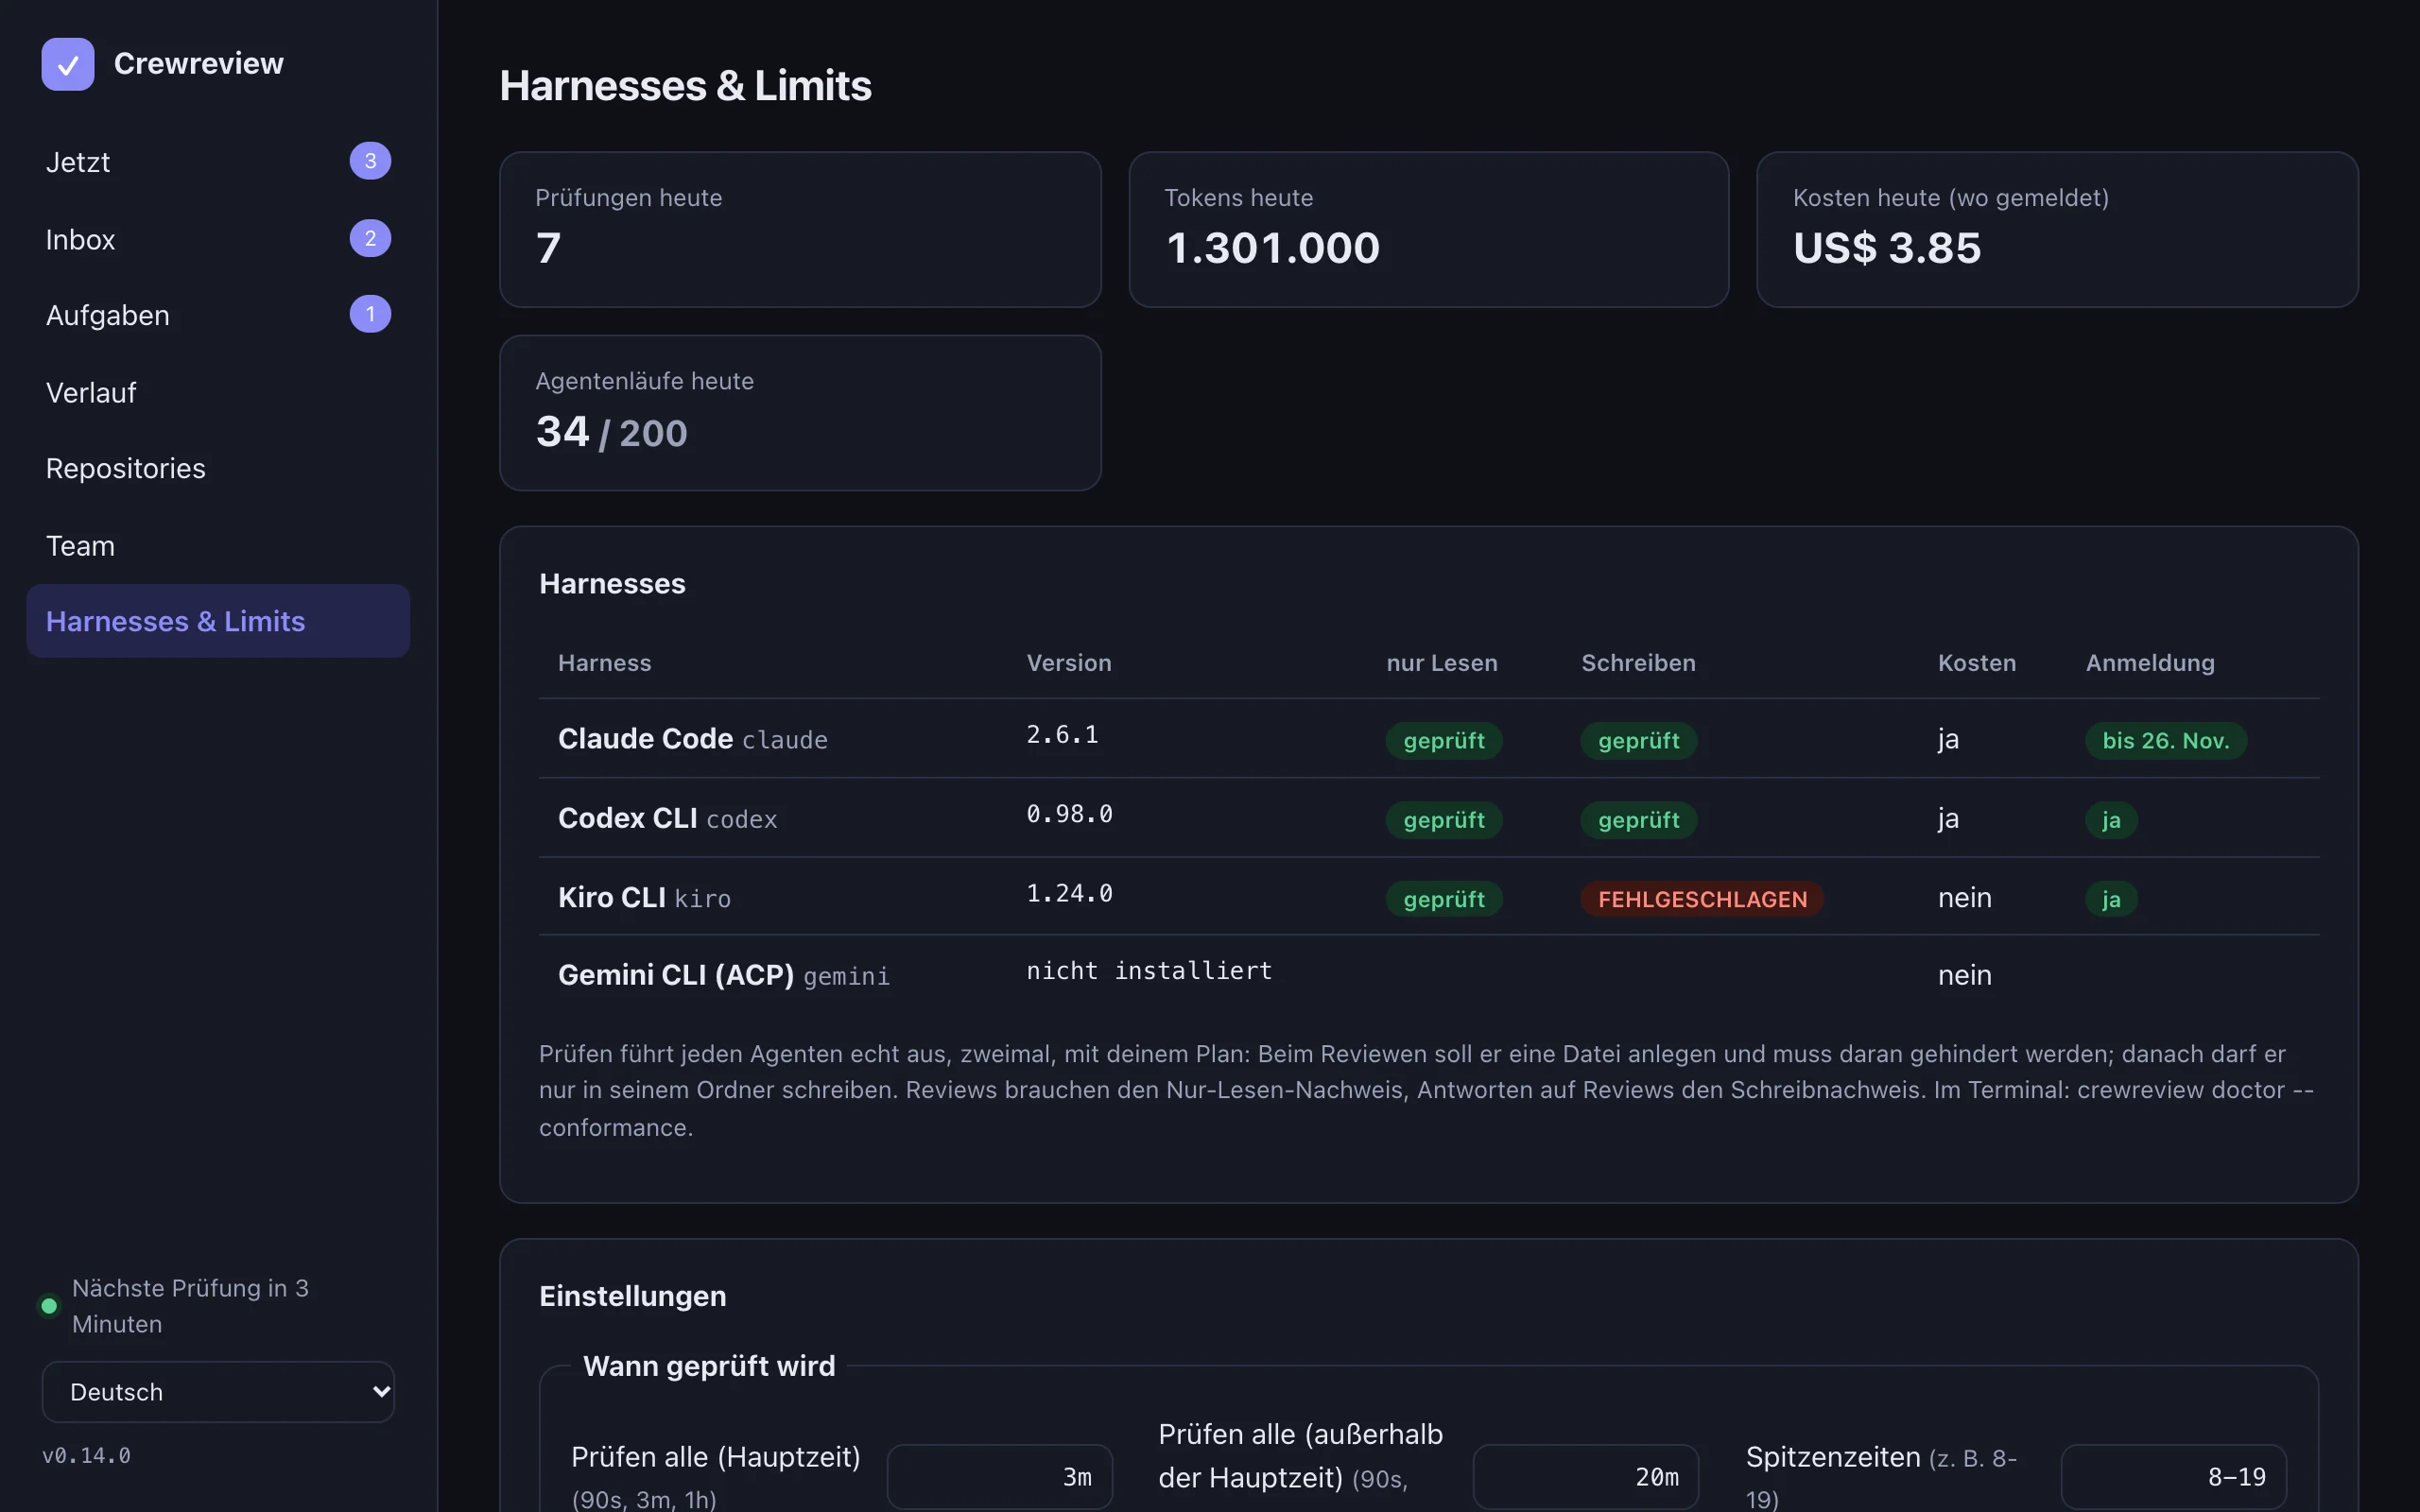 Crewreview
Jetzt 3
Inbox 2
Aufgaben 1
Verlauf
Repositories
Team
Harnesses & Limits
Nächste Prüfung in 3
Minuten
Deutsch
v0.14.0
Harnesses & Limits
Prüfungen heute
7
Tokens heute
1.301.000
Kosten heute (wo gemeldet)
US$ 3.85
Agentenläufe heute
34 / 200
Harnesses
Harness Version nur Lesen Schreiben Kosten Anmeldung
Claude Code claude 2.6.1 geprüft geprüft ja bis 26. Nov.
Codex CLI codex 0.98.0 geprüft geprüft ja ja
Kiro CLI kiro 1.24.0 geprüft FEHLGESCHLAGEN nein ja
Gemini CLI (ACP) gemini nicht installiert nein
Prüfen führt jeden Agenten echt aus, zweimal, mit deinem Plan: Beim Reviewen soll er eine Datei anlegen und muss daran gehindert werden; danach darf er
nur in seinem Ordner schreiben. Reviews brauchen den Nur-Lesen-Nachweis, Antworten auf Reviews den Schreibnachweis. Im Terminal: crewreview doctor --
conformance.
Einstellungen
Wann geprüft wird
Prüfen alle (Hauptzeit)
(90s, 3m, 1h)
3m
Prüfen alle (außerhalb
der Hauptzeit) (90s,
20m
Spitzenzeiten (z. B. 8-
19)
8–19